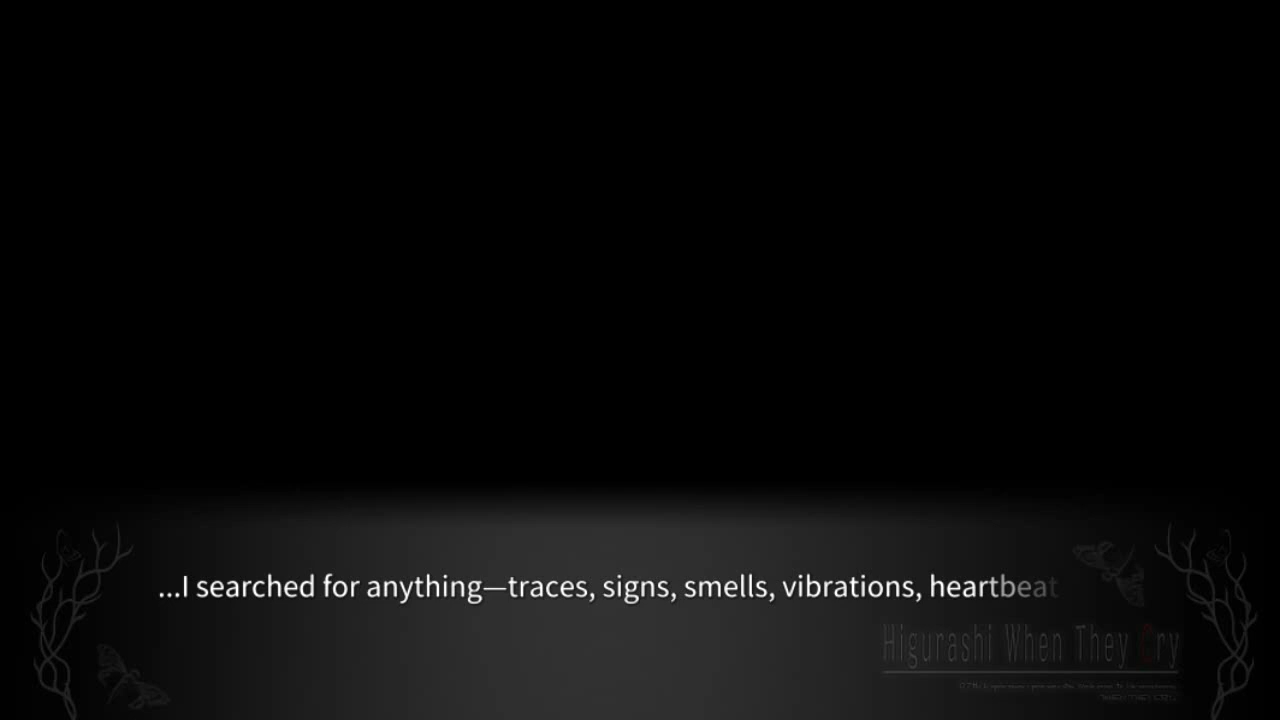 ...I searched for anything—traces, signs, smells, vibrations, heartbeat
Higurashi When They Cry